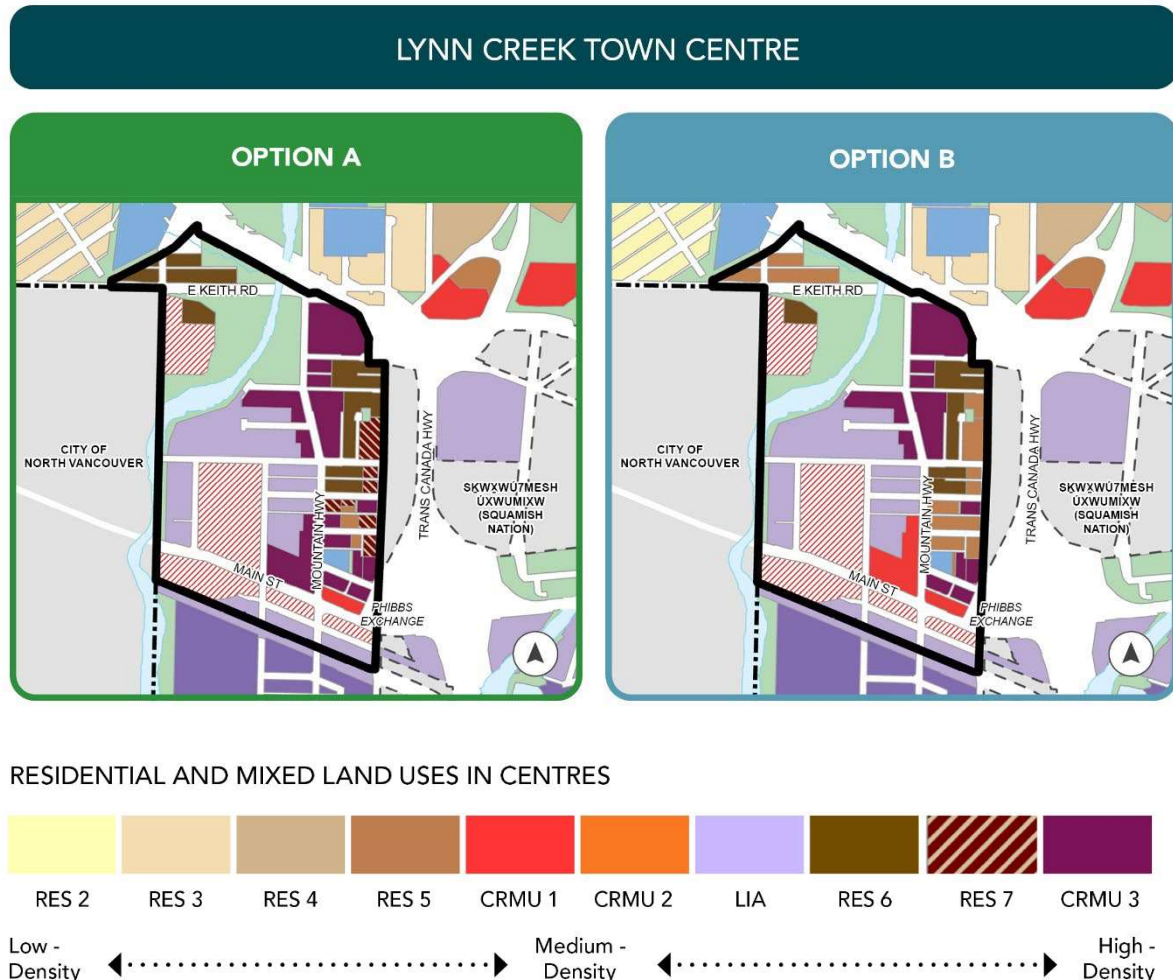 LYNN CREEK TOWN CENTRE
OPTION A
E KEITH RD
CITY OF
NORTH VANCOUVER
MOUNTAIN HWY
TRANS CANADA HWY
SḴWX̱WÚ7MESH
ÚXWUMIXW
(SQUAMISH
NATION)
MAIN ST
PHIBBS
EXCHANGE
OPTION B
E KEITH RD
CITY OF
NORTH VANCOUVER
MOUNTAIN HWY
TRANS CANADA HWY
SḴWX̱WÚ7MESH
ÚXWUMIXW
(SQUAMISH
NATION)
MAIN ST
PHIBBS
EXCHANGE
RESIDENTIAL AND MIXED LAND USES IN CENTRES
RES 2 RES 3 RES 4 RES 5 CRMU 1 CRMU 2 LIA RES 6 RES 7 CRMU 3
Low - Medium - High -
Density Density Density